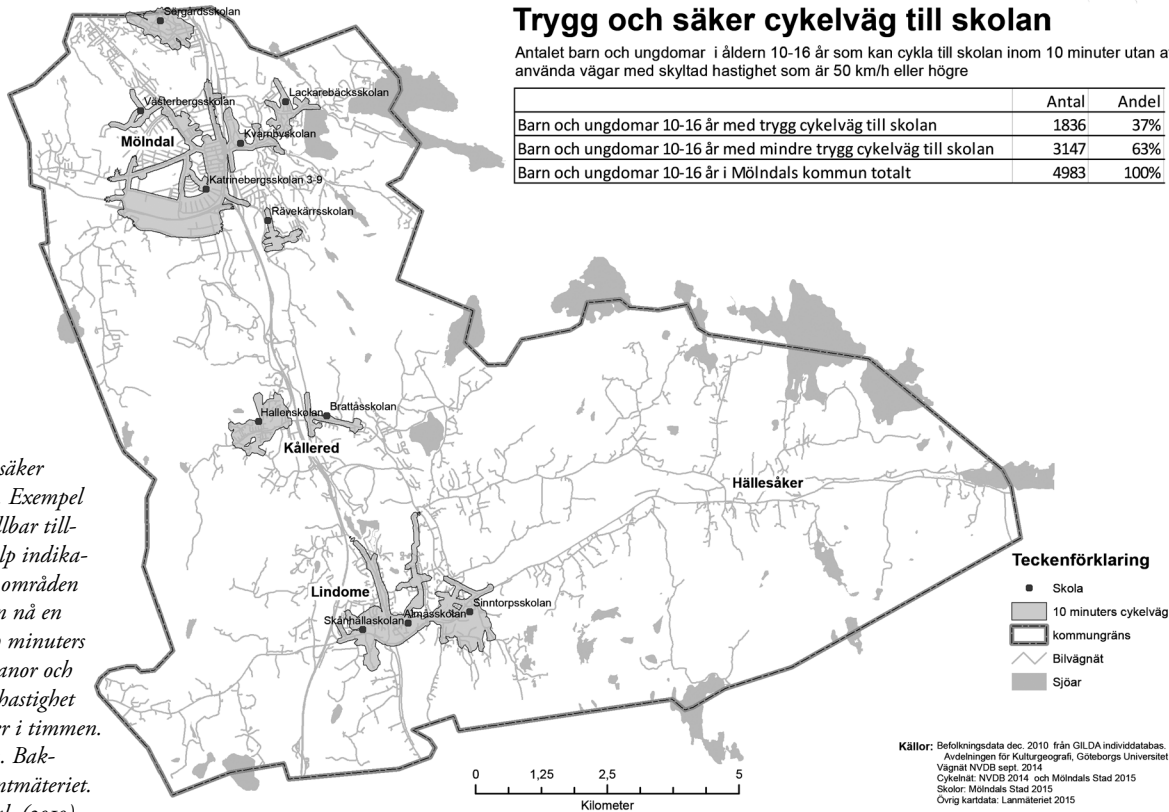 Trygg och säker cykelväg till skolan
Antalet barn och ungdomar i åldern 10-16 år som kan cykla till skolan inom 10 minuter utan
använda vägar med skyltad hastighet som är 50 km/h eller högre
Antal Andel
Barn och ungdomar 10-16 år med trygg cykelväg till skolan 1836 37%
Barn och ungdomar 10-16 år med mindre trygg cykelväg till skolan 3147 63%
Barn och ungdomar 10-16 år i Mölndals kommun totalt 4983 100%
Sörgårdsskolan
Lackarebäcksskolan
Västerbergsskolan
Kvarnbyskolan
Mölndal
Katrinebergsskolan 3-9
Rävekärrsskolan
Hallenskolan
Brattåsskolan
Kållered
Hällesåker
Lindome
Sinntorpsskolan
Almåsskolan
Skånhällaskolan
säker
. Exempel
llbar till-
lp indika-
områden
n nå en
minuters
anor och
hastighet
r i timmen.
. Bak-
ntmäteriet.
Teckenförklaring
Skola
10 minuters cykelväg
kommungräns
Bilvägnät
Sjöar
0 1,25 2,5 5
Kilometer
Källor: Befolkningsdata dec. 2010 från GILDA individdatabas.
Avdelningen för Kulturgeografi, Göteborgs Universitet
Vägnät NVDB sept. 2014
Cykelnät: NVDB 2014 och Mölndals Stad 2015
Skolor: Mölndals Stad 2015
Övrig kartdata: Lanmäteriet 2015